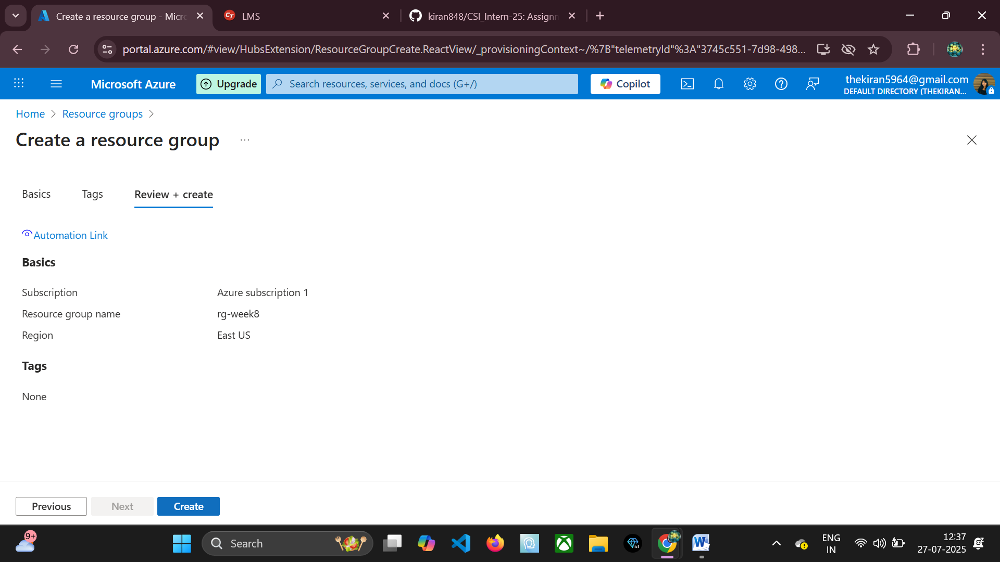 Create a resource group - Micro
LMS
kiran848/CSI_Intern-25: Assignm
portal.azure.com/#view/HubsExtension/ResourceGroupCreate.ReactView/_provisioningContext~/%7B"telemetryId"%3A"3745c551-7d98-498...
Microsoft Azure
Upgrade
Search resources, services, and docs (G+/)
Copilot
thekiran5964@gmail.com
DEFAULT DIRECTORY (THEKIRAN...
Home > Resource groups >
Create a resource group ...
Basics Tags Review + create
Automation Link
Basics
Subscription Azure subscription 1
Resource group name rg-week8
Region East US
Tags
None
Previous Next Create
9+
Search
ENG
IN
12:37
27-07-2025